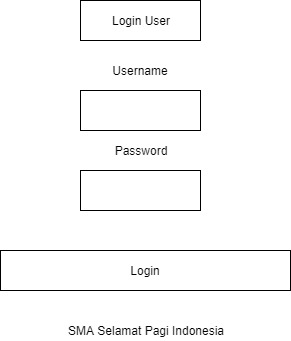 Login User
Username
Password
Login
SMA Selamat Pagi Indonesia